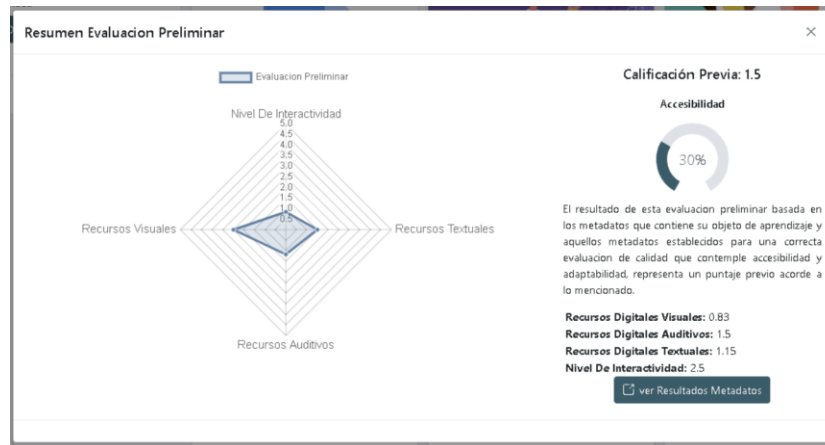 Resumen Evaluacion Preliminar
×
Evaluacion Preliminar
Nivel De Interactividad
5.0
4.5
4.0
3.5
3.0
2.5
2.0
1.5
1.0
0.5
Recursos Visuales
Recursos Textuales
Recursos Auditivos
Calificación Previa: 1.5
Accesibilidad
30%
El resultado de esta evaluacion preliminar basada en
los metadatos que contiene su objeto de aprendizaje y
aquellos metadatos establecidos para una correcta
evaluacion de calidad que contemple accesibilidad y
adaptabilidad, representa un puntaje previo acorde a
lo mencionado.
Recursos Digitales Visuales: 0.83
Recursos Digitales Auditivos: 1.5
Recursos Digitales Textuales: 1.15
Nivel De Interactividad: 2.5
ver Resultados Metadatos